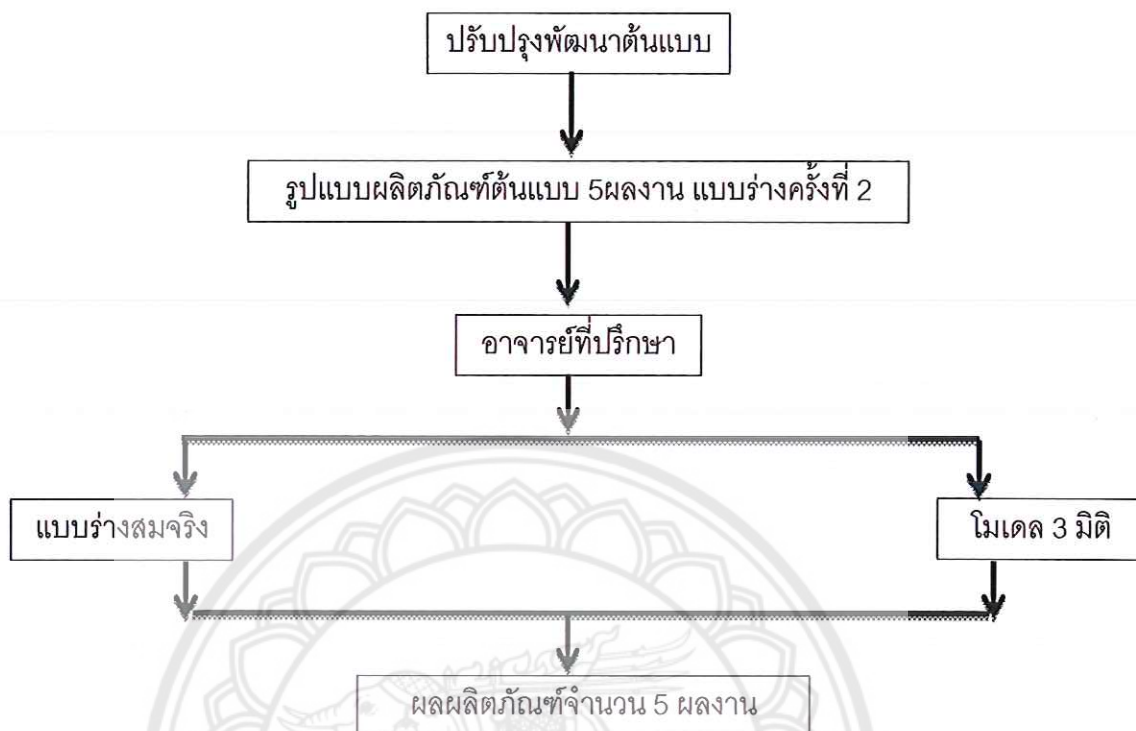 ปรับปรุงพัฒนาต้นแบบ
รูปแบบผลิตภัณฑ์ต้นแบบ 5ผลงาน แบบร่างครั้งที่ 2
อาจารย์ที่ปรึกษา
แบบร่างสมจริง
โมเดล 3 มิติ
ผลผลิตภัณฑ์จำนวน 5 ผลงาน